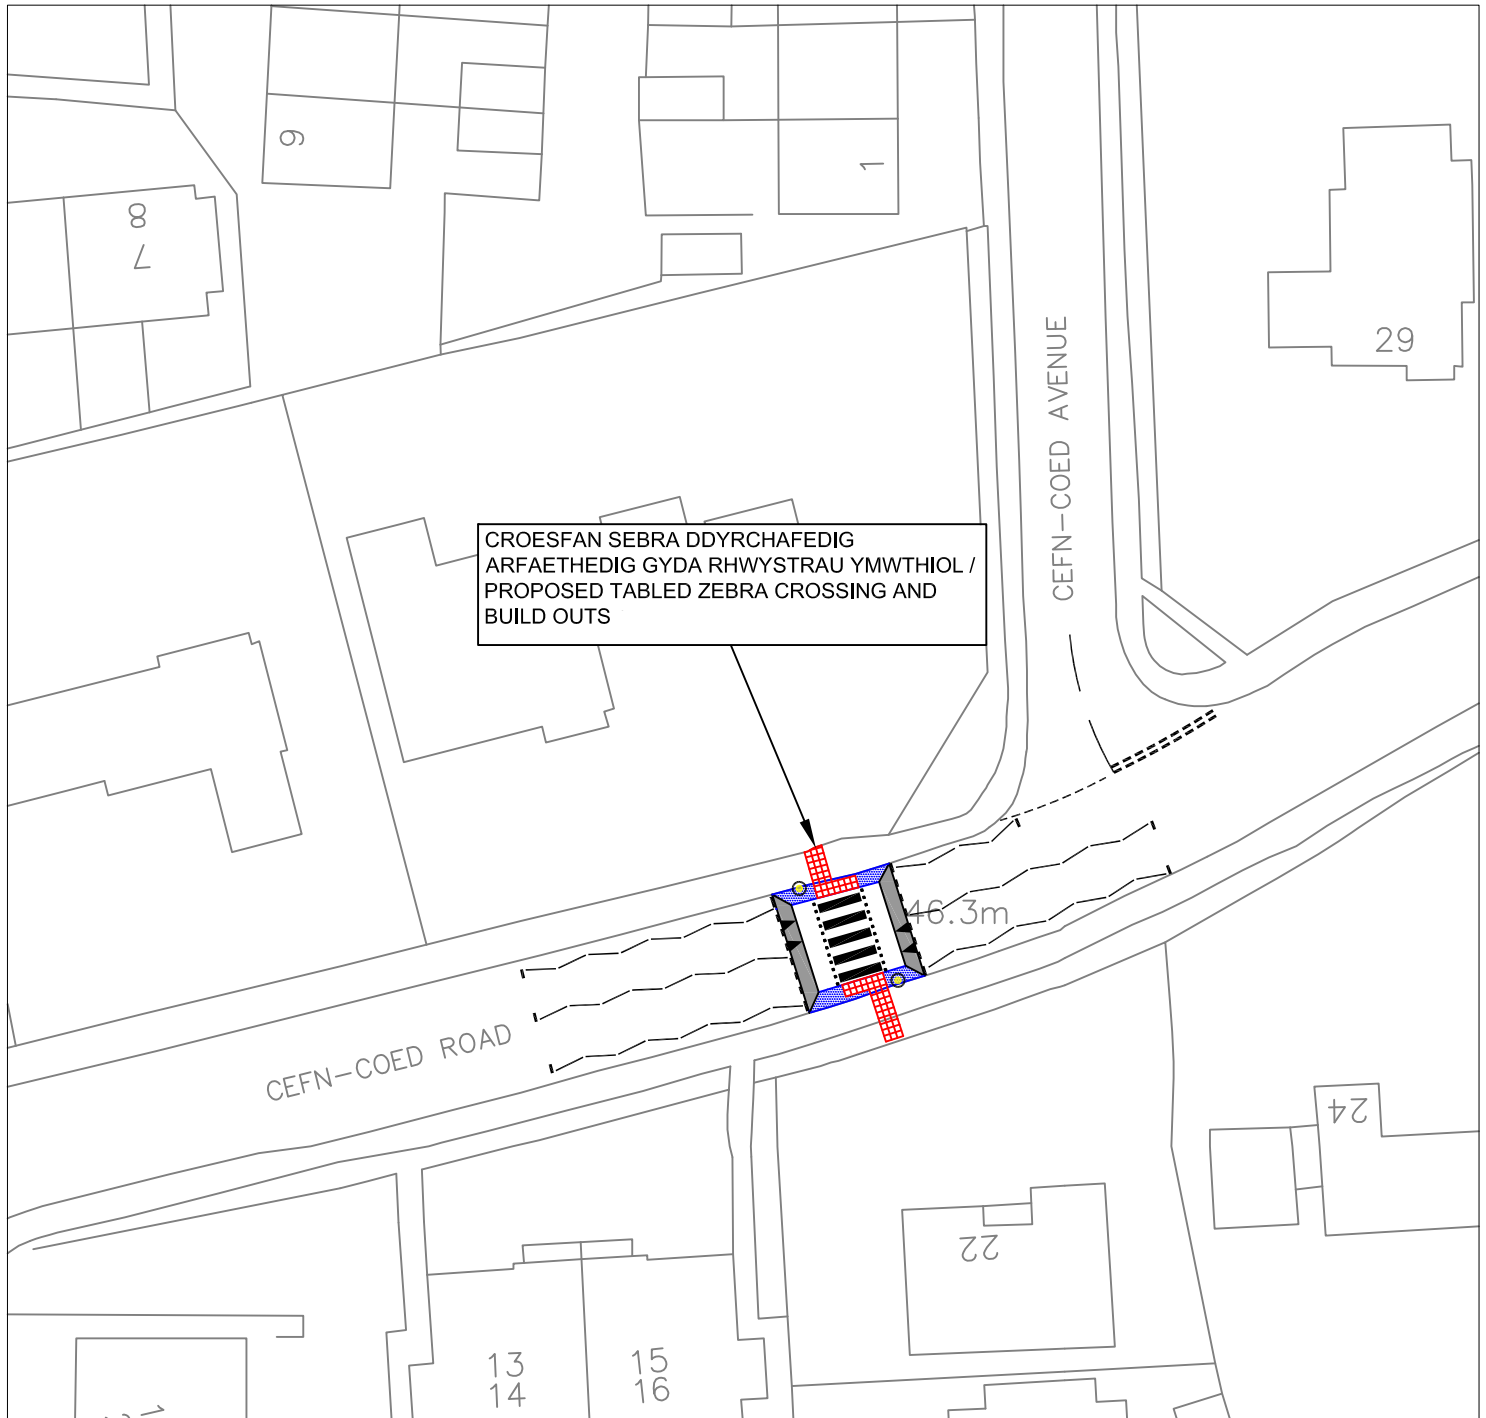 6
1
8
7
29
CEFN-COED AVENUE
CROESFAN SEBRA DDYRCHAFEDIG
ARFAETHEDIG GYDA RHWYSTRAU YMWTHIOL /
PROPOSED TABLED ZEBRA CROSSING AND
BUILD OUTS
46.3m
CEFN-COED ROAD
24
22
13
14
15
16